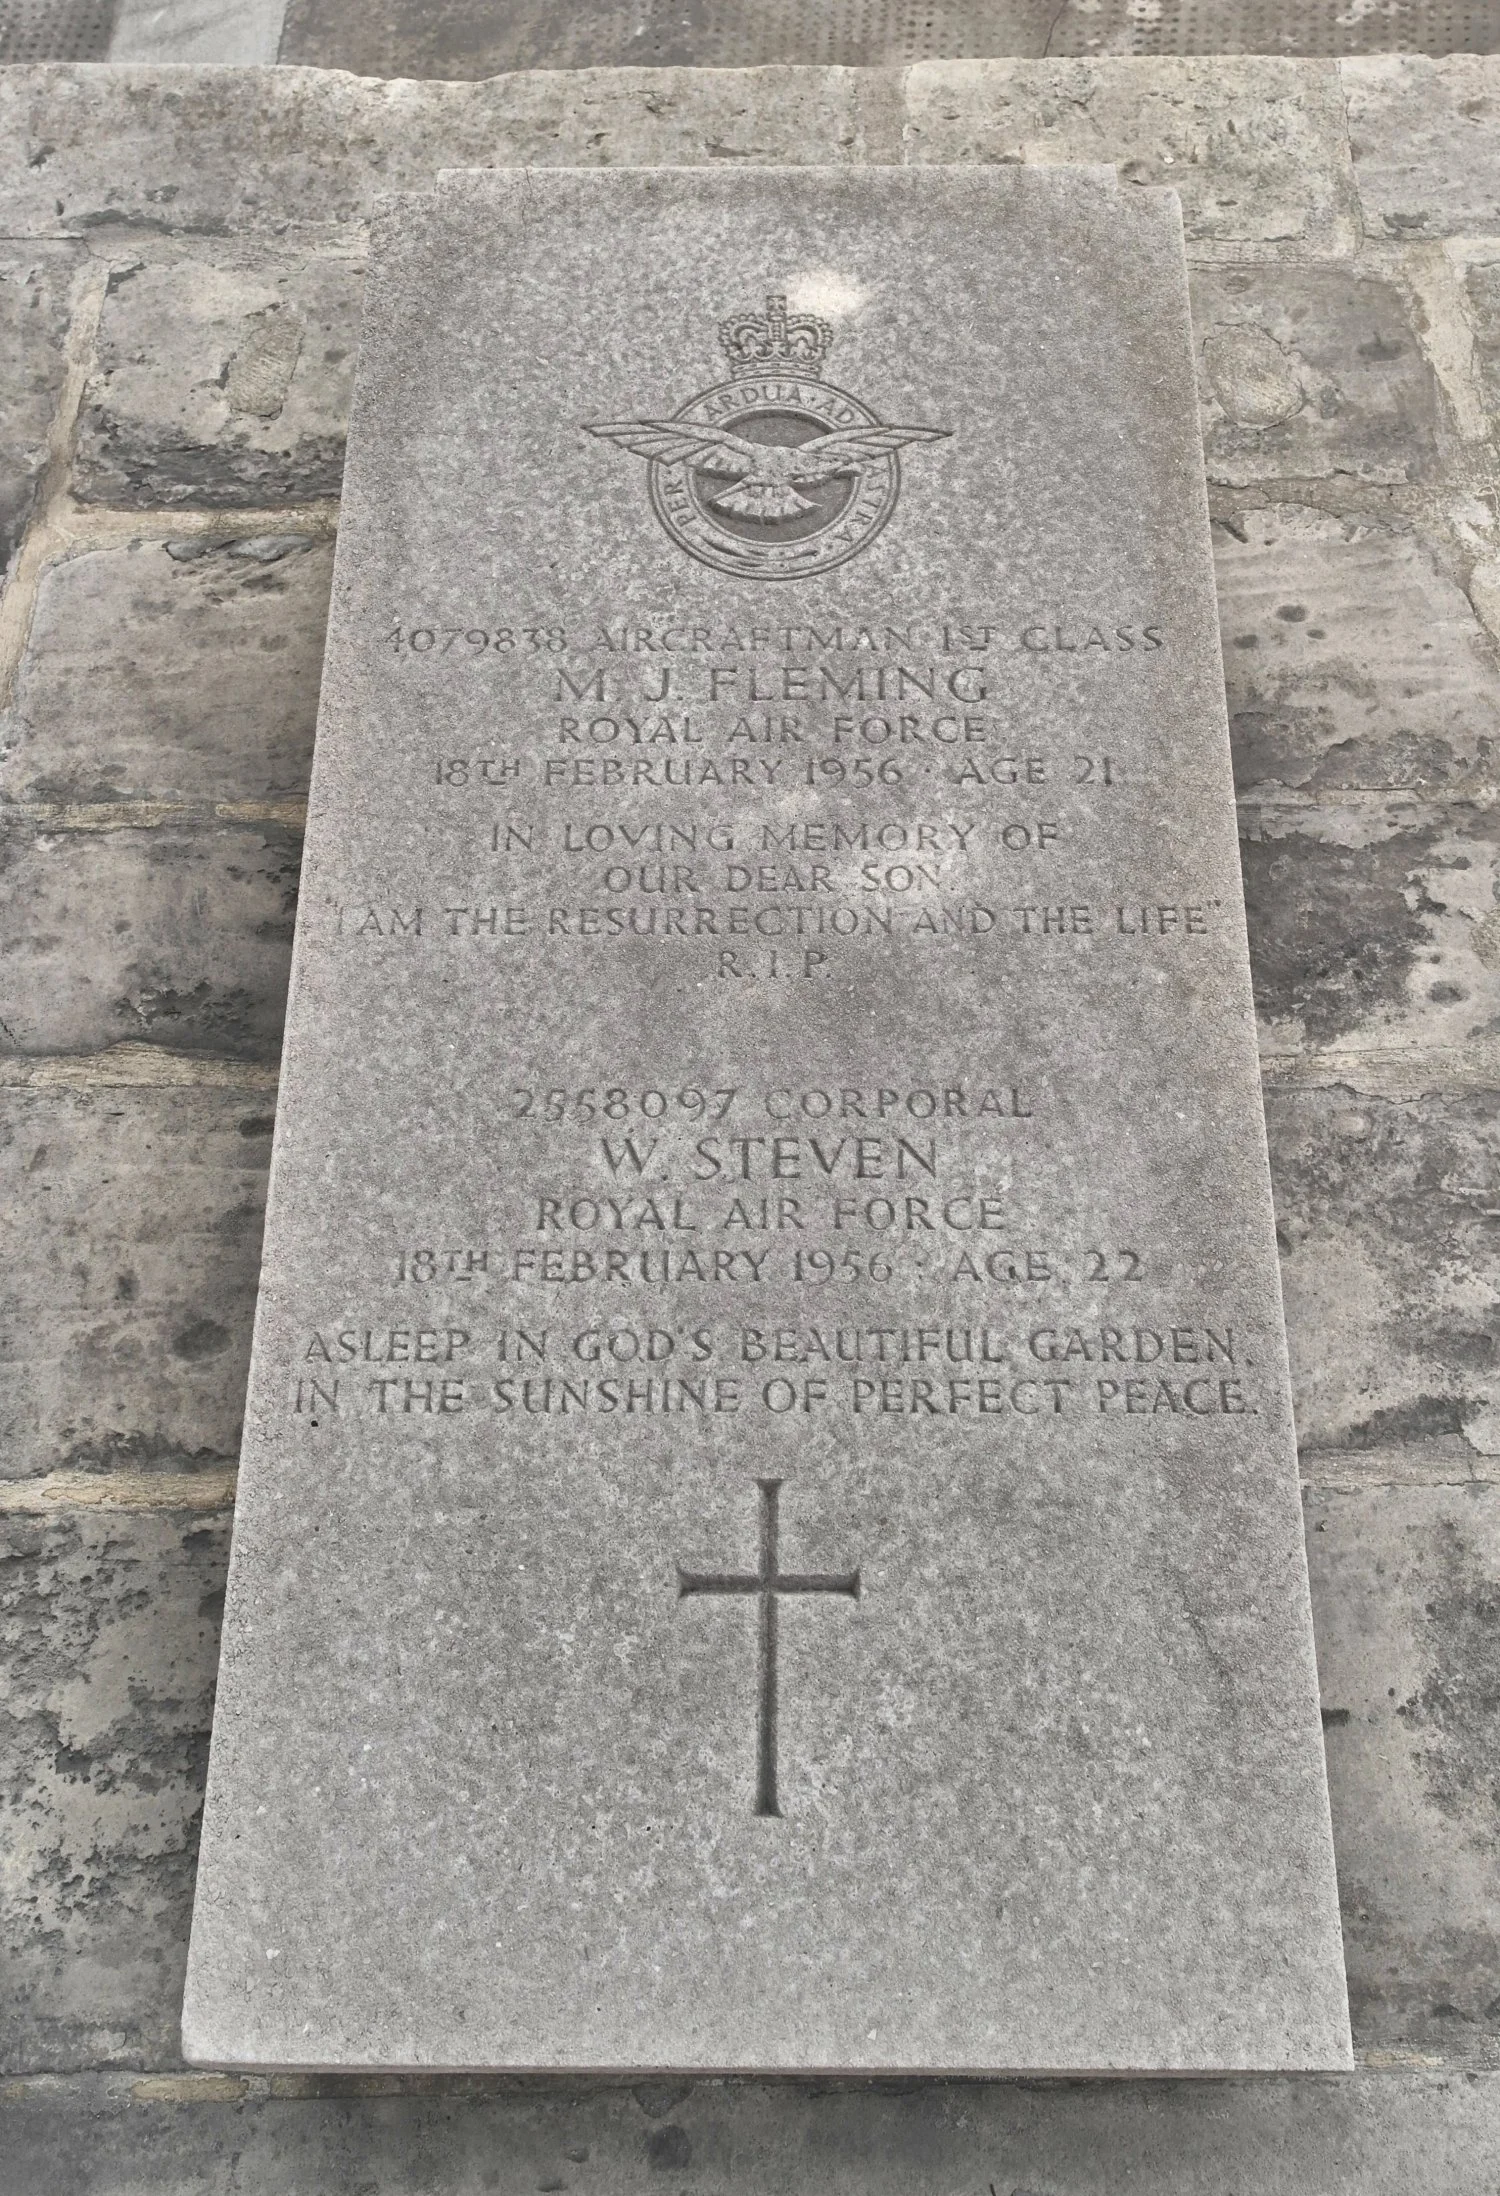 PER · ARDUA · AD · ASTRA
4079838 AIRCRAFTMAN 1ST CLASS
M. J. FLEMING
ROYAL AIR FORCE
18TH FEBRUARY 1956 · AGE 21
IN LOVING MEMORY OF
OUR DEAR SON.
"I AM THE RESURRECTION AND THE LIFE"
R.I.P.
2558097 CORPORAL
W. STEVEN
ROYAL AIR FORCE
18TH FEBRUARY 1956 · AGE 22
ASLEEP IN GOD'S BEAUTIFUL GARDEN,
IN THE SUNSHINE OF PERFECT PEACE.